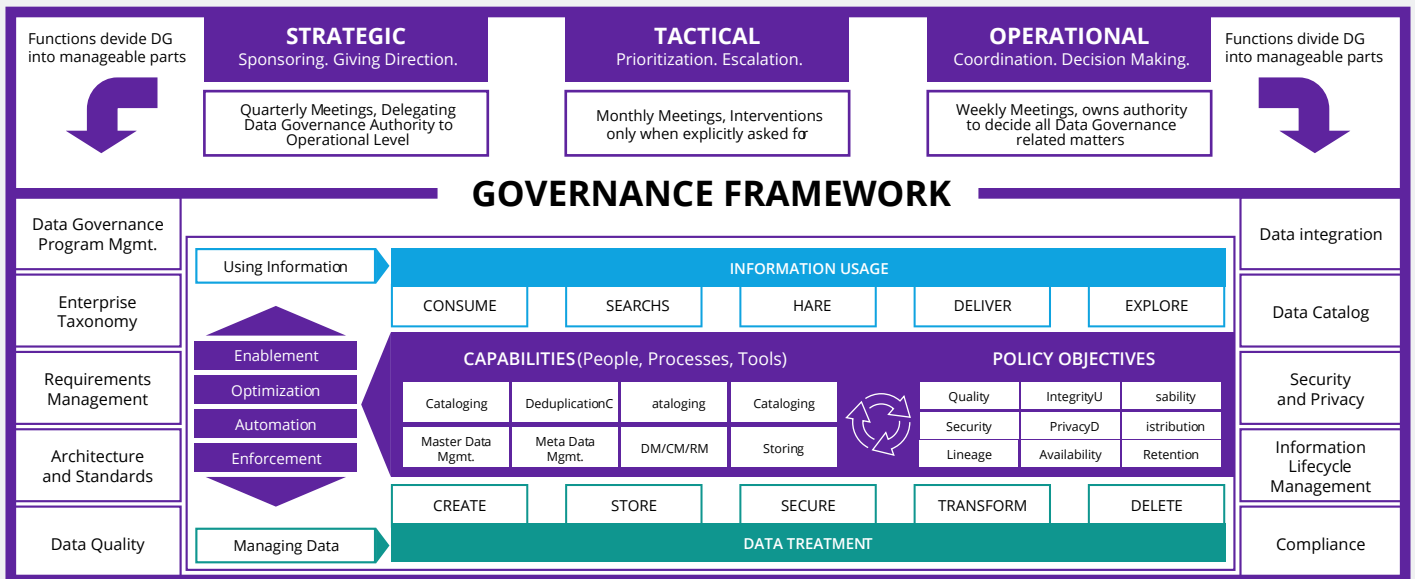 Functions devide DG
into manageable parts
STRATEGIC
Sponsoring. Giving Direction.
Quarterly Meetings, Delegating
Data Governance Authority to
Operational Level
TACTICAL
Prioritization. Escalation.
Monthly Meetings, Interventions
only when explicitly asked for
OPERATIONAL
Coordination. Decision Making.
Weekly Meetings, owns authority
to decide all Data Governance
related matters
Functions divide DG
into manageable parts
GOVERNANCE FRAMEWORK
Data Governance
Program Mgmt.
Enterprise
Taxonomy
Requirements
Management
Architecture
and Standards
Data Quality
Using Information
INFORMATION USAGE
CONSUME
SEARCHS
HARE
DELIVER
EXPLORE
Enablement
Optimization
Automation
Enforcement
CAPABILITIES (People, Processes, Tools)
Cataloging
DeduplicationC
ataloging
Cataloging
Master Data
Mgmt.
Meta Data
Mgmt.
DM/CM/RM
Storing
POLICY OBJECTIVES
Quality
IntegrityU
sability
Security
PrivacyD
istribution
Lineage
Availability
Retention
CREATE
STORE
SECURE
TRANSFORM
DELETE
Managing Data
DATA TREATMENT
Data integration
Data Catalog
Security
and Privacy
Information
Lifecycle
Management
Compliance